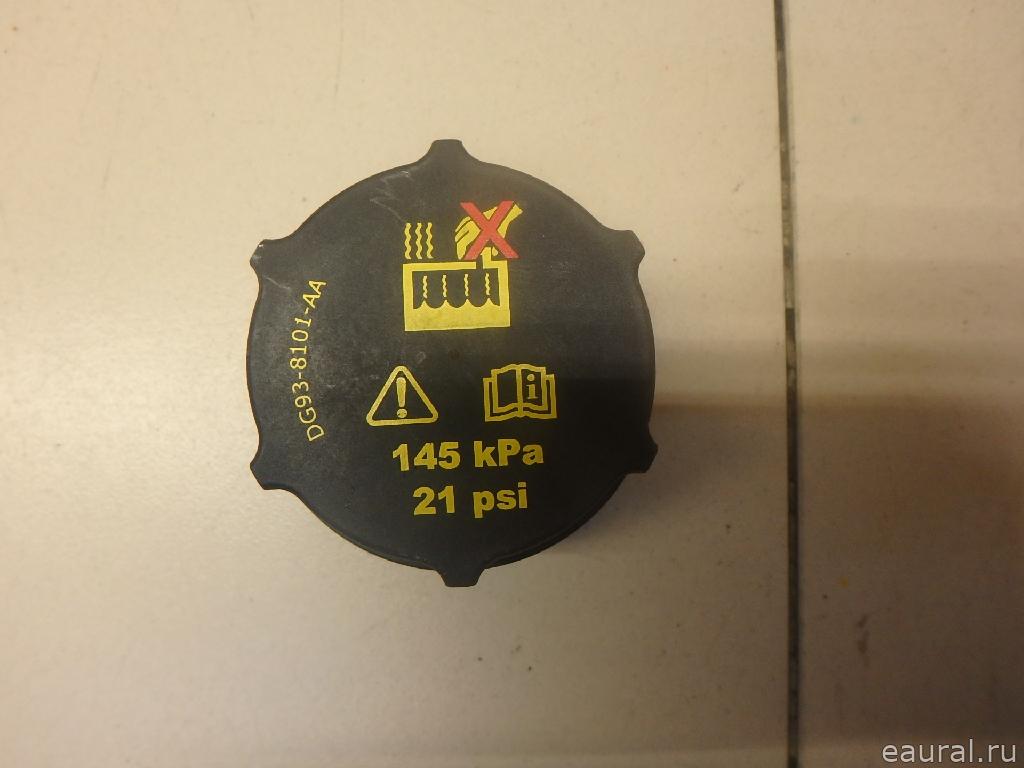 DG93-8101-AA
145 kPa
21 psi
eaural.ru